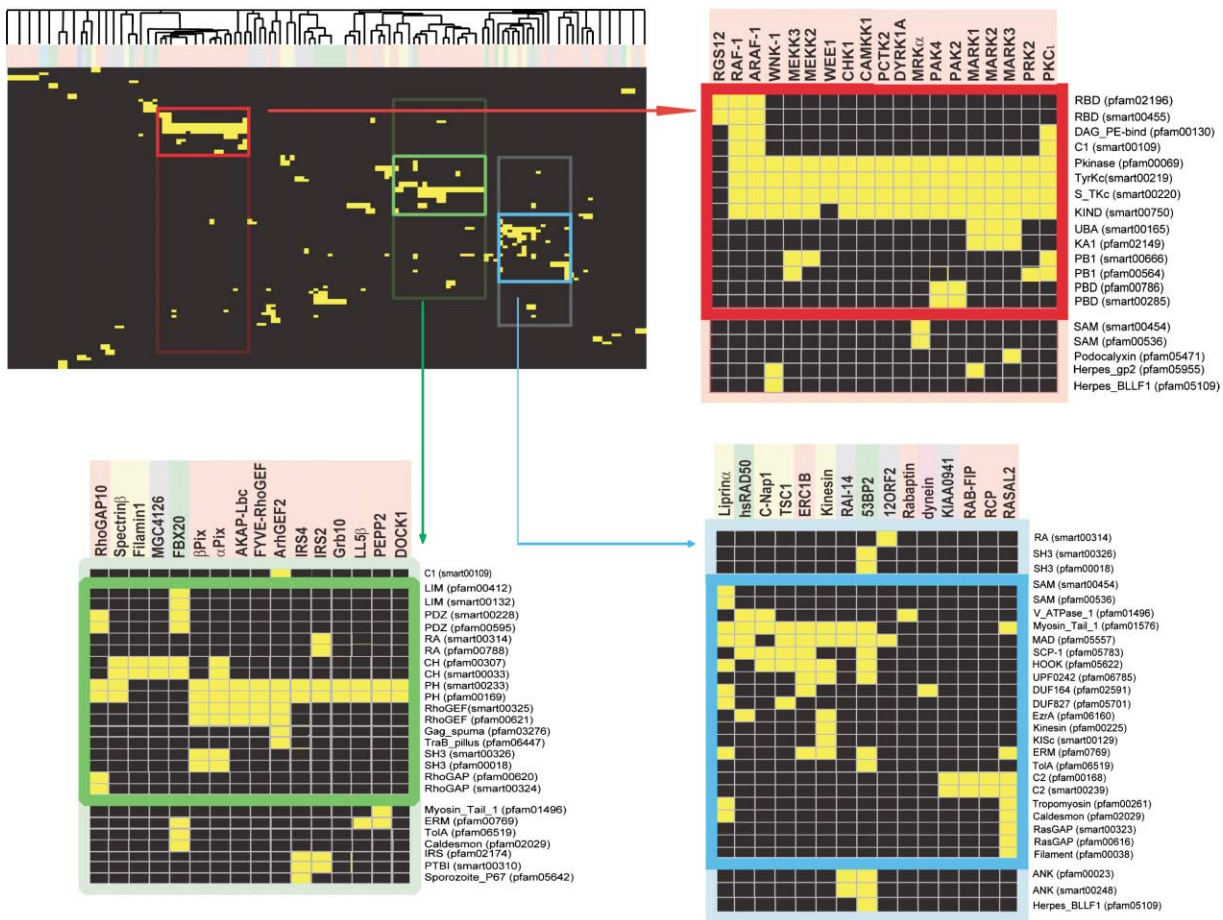 RGS12
RAF-1
ARAF-1
WNK-1
MEKK3
MEKK2
WEE1
CHK1
CAMKK1
PCTK2
DYRK1A
MRKα
PAK4
PAK2
MARK1
MARK2
MARK3
PRK2
PKCι
RBD (pfam02196)
RBD (smart00455)
DAG_PE-bind (pfam00130)
C1 (smart00109)
Pkinase (pfam00069)
TyrKc(smart00219)
S_TKc (smart00220)
KIND (smart00750)
UBA (smart00165)
KA1 (pfam02149)
PB1 (smart00666)
PB1 (pfam00564)
PBD (pfam00786)
PBD (smart00285)
SAM (smart00454)
SAM (pfam00536)
Podocalyxin (pfam05471)
Herpes_gp2 (pfam05955)
Herpes_BLLF1 (pfam05109)
RhoGAP10
Spectrinβ
Filamin1
MGC4126
FBX20
βPix
αPix
AKAP-Lbc
FYVE-RhoGEF
ArhGEF2
IRS4
IRS2
Grb10
LL5β
PEPP2
DOCK1
C1 (smart00109)
LIM (pfam00412)
LIM (smart00132)
PDZ (smart00228)
PDZ (pfam00595)
RA (smart00314)
RA (pfam00788)
CH (pfam00307)
CH (smart00033)
PH (smart00233)
PH (pfam00169)
RhoGEF(smart00325)
RhoGEF (pfam00621)
Gag_spuma (pfam03276)
TraB_pillus (pfam06447)
SH3 (smart00326)
SH3 (pfam00018)
RhoGAP (pfam00620)
RhoGAP (smart00324)
Myosin_Tail_1 (pfam01496)
ERM (pfam00769)
TolA (pfam06519)
Caldesmon (pfam02029)
IRS (pfam02174)
PTBI (smart00310)
Sporozoite_P67 (pfam05642)
Liprinα
hsRAD50
C-Nap1
TSC1
ERC1B
Kinesin
RAI-14
53BP2
12ORF2
Rabaptin
dynein
KIAA0941
RAB-FIP
RCP
RASAL2
RA (smart00314)
SH3 (smart00326)
SH3 (pfam00018)
SAM (smart00454)
SAM (pfam00536)
V_ATPase_1 (pfam01496)
Myosin_Tail_1 (pfam01576)
MAD (pfam05557)
SCP-1 (pfam05783)
HOOK (pfam05622)
UPF0242 (pfam06785)
DUF164 (pfam02591)
DUF827 (pfam05701)
EzrA (pfam06160)
Kinesin (pfam00225)
KISc (smart00129)
ERM (pfam0769)
TolA (pfam06519)
C2 (pfam00168)
C2 (smart00239)
Tropomyosin (pfam00261)
Caldesmon (pfam02029)
RasGAP (smart00323)
RasGAP (pfam00616)
Filament (pfam00038)
ANK (pfam00023)
ANK (smart00248)
Herpes_BLLF1 (pfam05109)